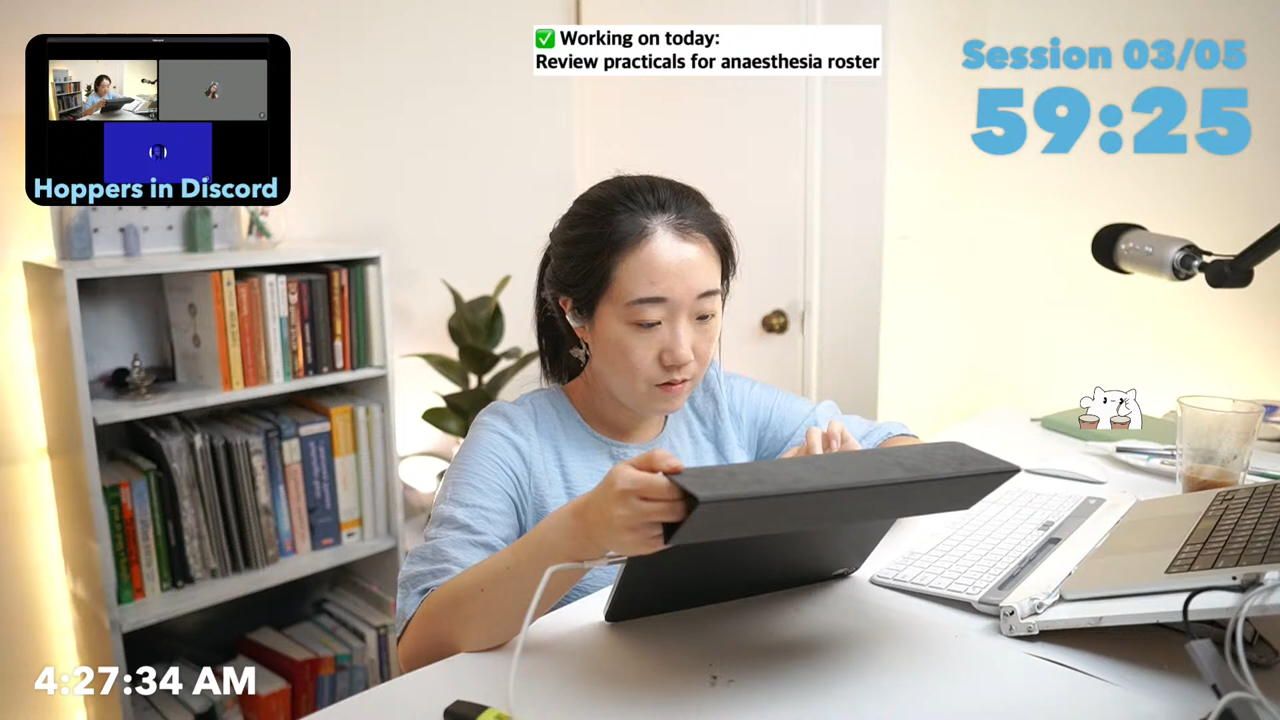 ✅ Working on today:
Review practicals for anaesthesia roster
Session 03/05
59:25
Hoppers in Discord
4:27:34 AM